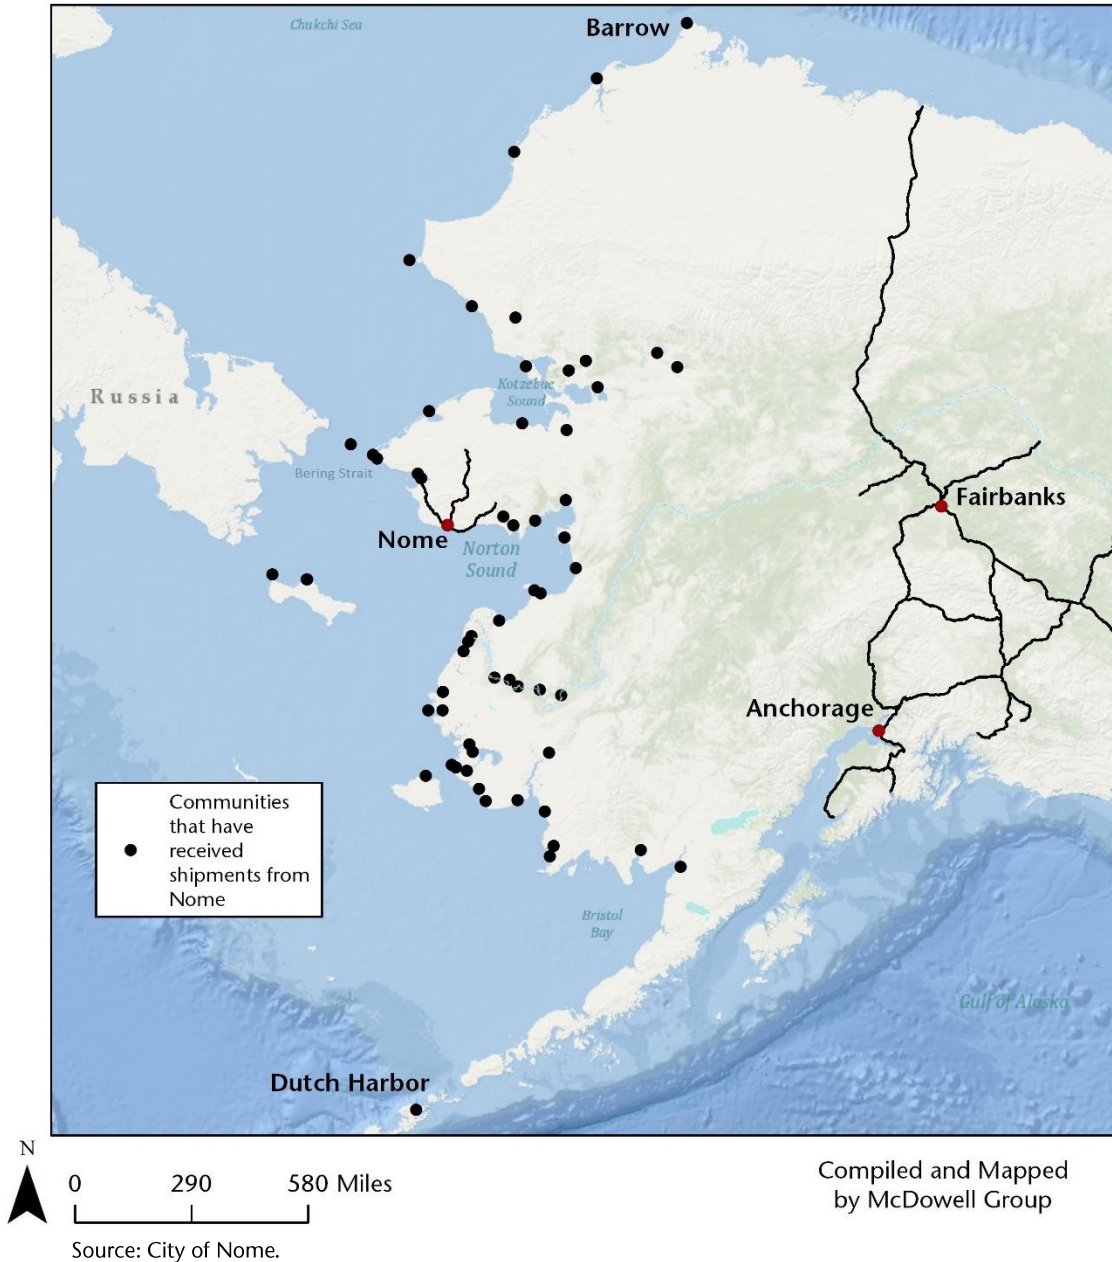 Chukchi Sea
Barrow
Kotzebue
Sound
Russia
Bering Strait
Fairbanks
Nome
Norton
Sound
Anchorage
Communities
that have
received
shipments from
Nome
Bristol
Bay
Gulf of Alaska
Dutch Harbor
N
0 290 580 Miles
Compiled and Mapped
by McDowell Group
Source: City of Nome.